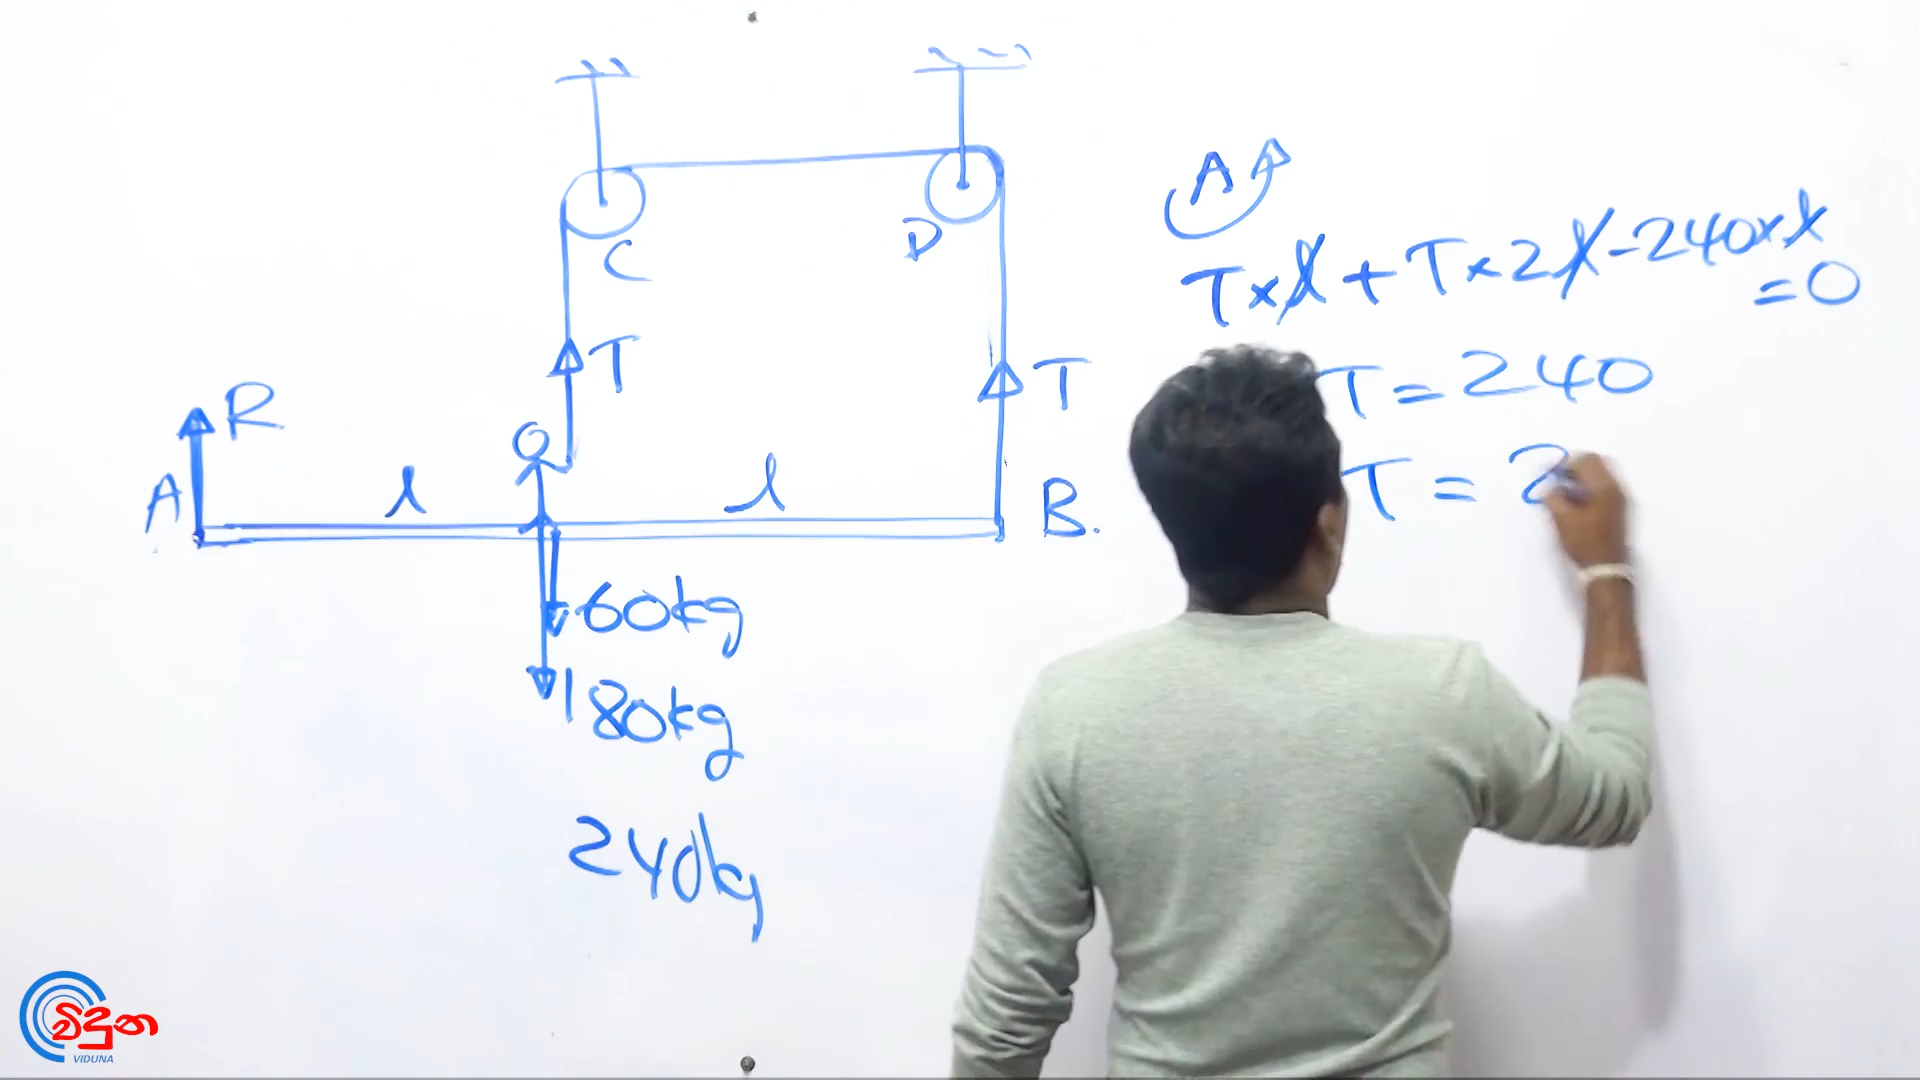 C
D
T
T
R
A
l
l
B.
60kg
180kg
240kg
A
T×l + T×2l - 240×l
= 0
T = 240
T = 2
විදුන
VIDUNA